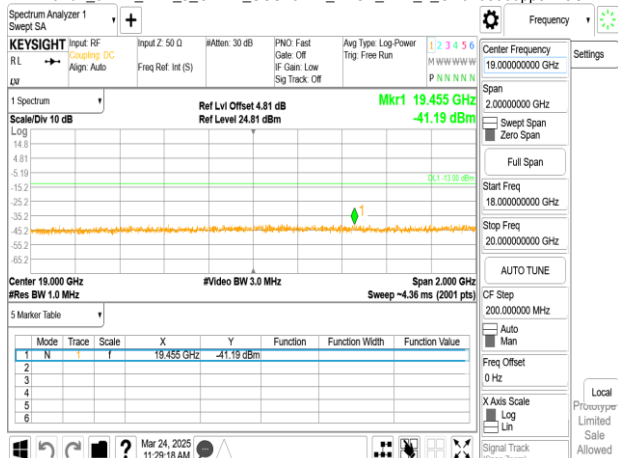 Spectrum Analyzer 1
Swept SA
Frequency
KEYSIGHT
RL
Input: RF
Coupling: DC
Align: Auto
Input Z: 50 Ω
Freq Ref: Int (S)
#Atten: 30 dB
PNO: Fast
Gate: Off
IF Gain: Low
Sig Track: Off
Avg Type: Log-Power
Trig: Free Run
1 2 3 4 5 6
M W W W W W
P N N N N N
1 Spectrum
Scale/Div 10 dB
Ref Lvl Offset 4.81 dB
Ref Level 24.81 dBm
Mkr1 19.455 GHz
-41.19 dBm
Log
14.8
4.81
-5.19
-15.2
-25.2
-35.2
-45.2
-55.2
-65.2
DL1 -13.00 dBm
1
Center 19.000 GHz
#Res BW 1.0 MHz
#Video BW 3.0 MHz
Span 2.000 GHz
Sweep ~4.36 ms (2001 pts)
5 Marker Table
Mode Trace Scale X Y Function Function Width Function Value
1 N 1 f 19.455 GHz -41.19 dBm
2
3
4
5
6
Mar 24, 2025
11:29:18 AM
Center Frequency
19.000000000 GHz
Settings
Span
2.00000000 GHz
Swept Span
Zero Span
Full Span
Start Freq
18.000000000 GHz
Stop Freq
20.000000000 GHz
AUTO TUNE
CF Step
200.000000 MHz
Auto
Man
Freq Offset
0 Hz
X Axis Scale
Log
Lin
Signal Track
Local
Prototype
Limited
Sale
Allowed